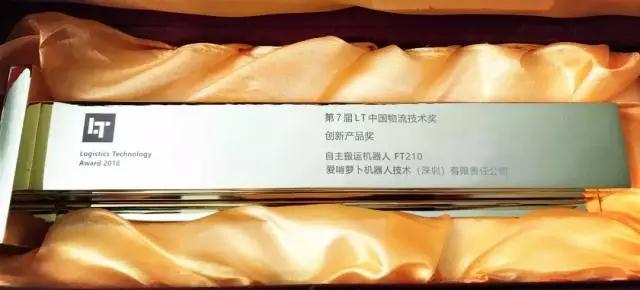 LT
Logistics Technology
Award 2018
第7届LT中国物流技术奖
创新产品奖
自主搬运机器人 FT210
爱啃萝卜机器人技术（深圳）有限责任公司